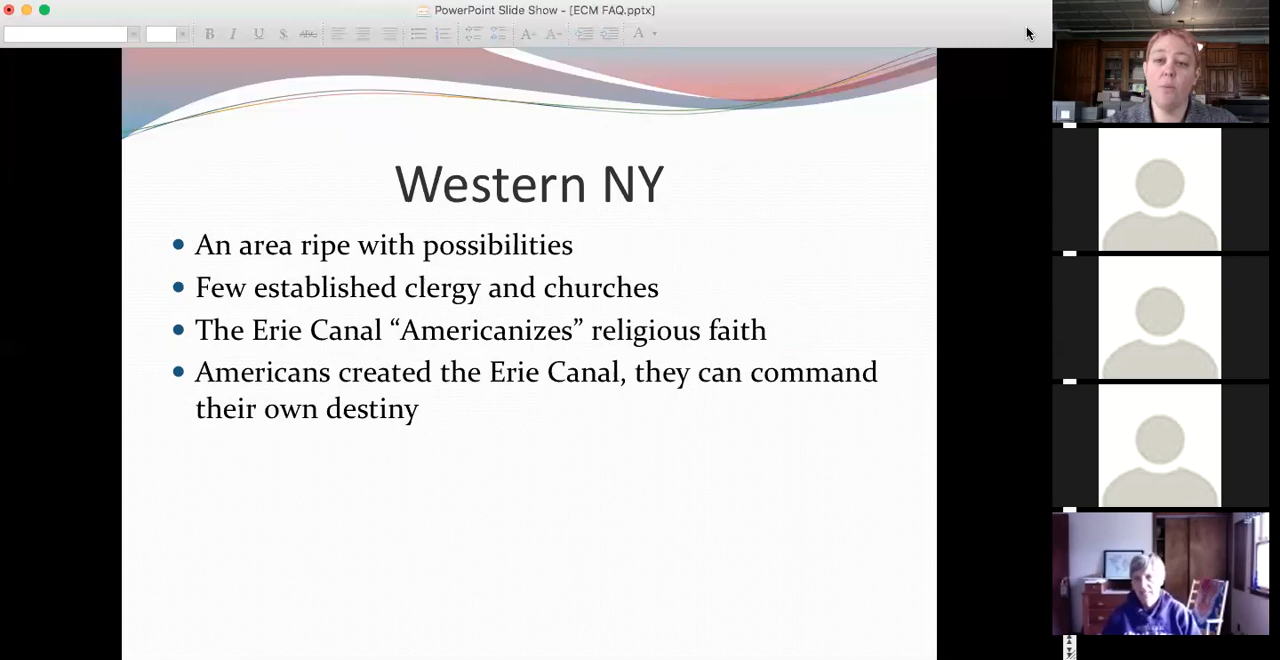 PowerPoint Slide Show - [ECM FAQ.pptx]
B I U S ABC A A A
Western NY
• An area ripe with possibilities
• Few established clergy and churches
• The Erie Canal “Americanizes” religious faith
• Americans created the Erie Canal, they can command
their own destiny